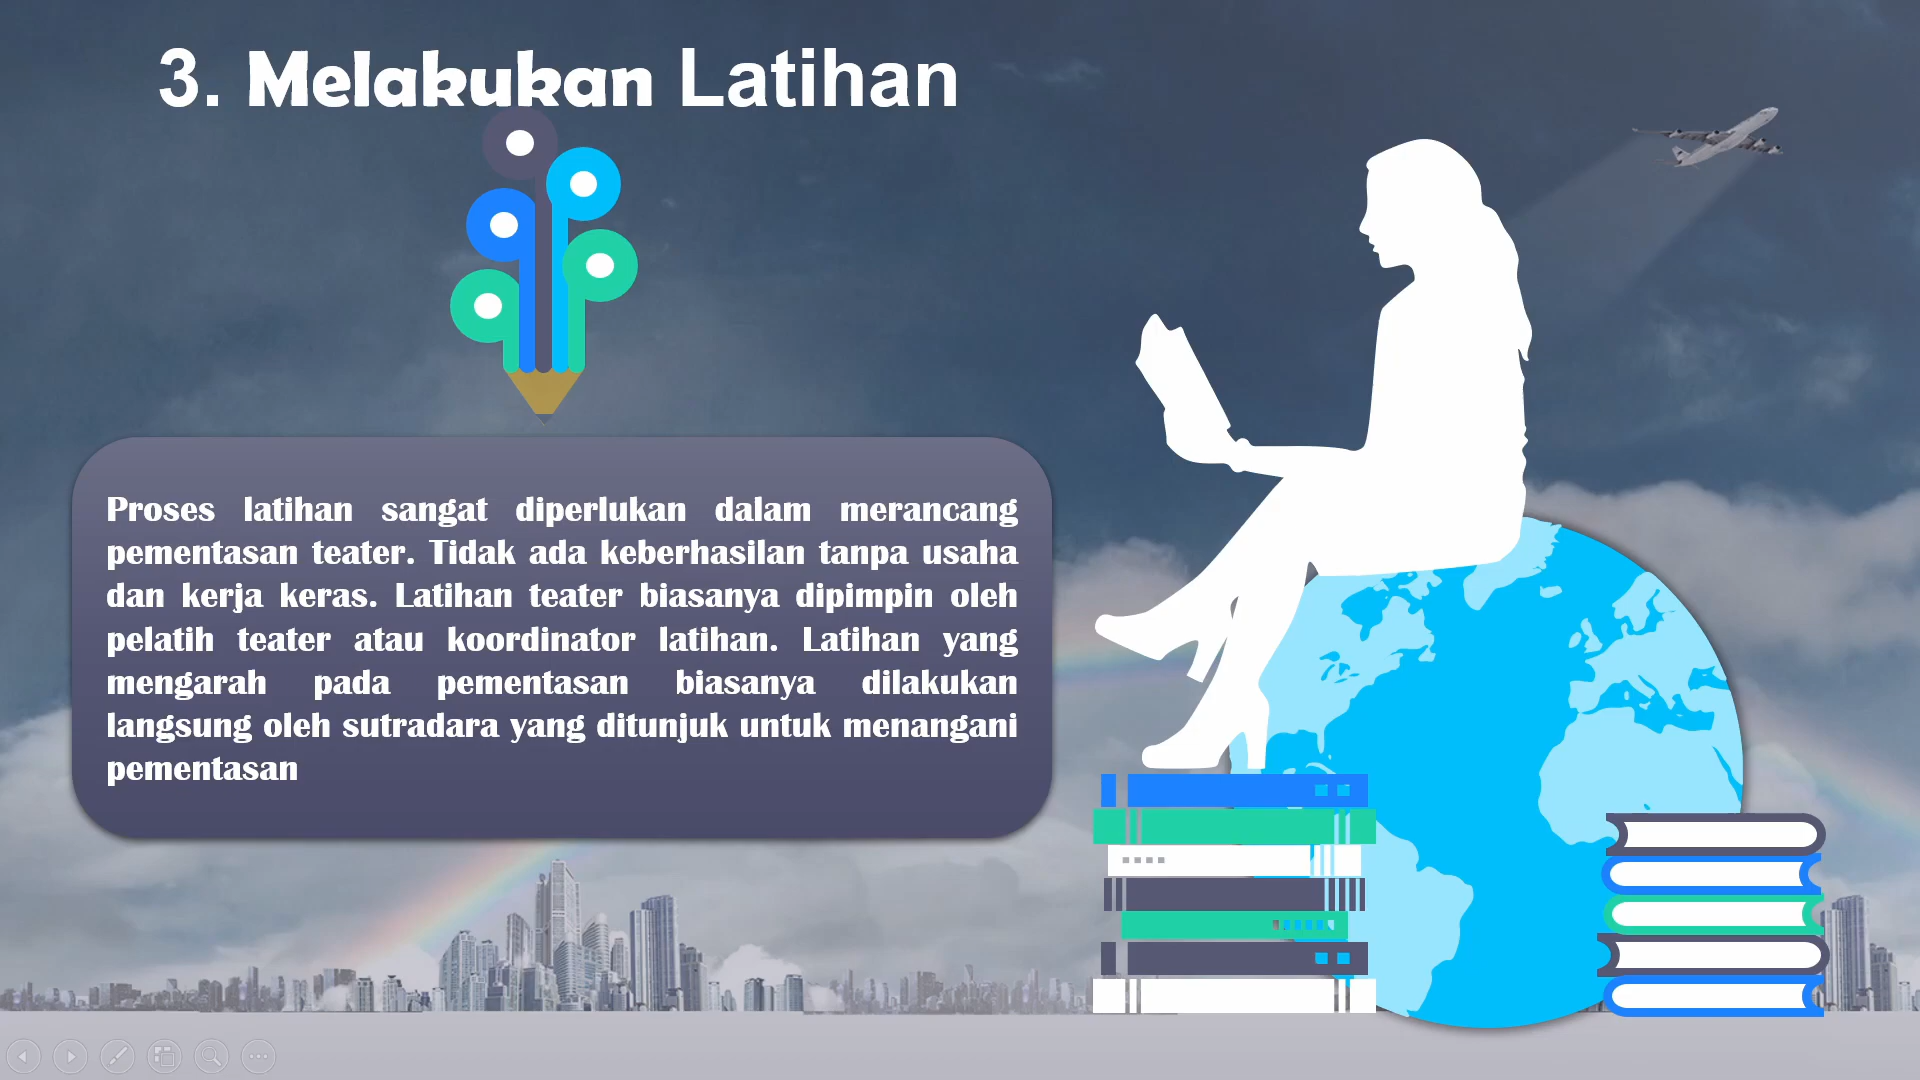 3. Melakukan Latihan
Proses latihan sangat diperlukan dalam merancang
pementasan teater. Tidak ada keberhasilan tanpa usaha
dan kerja keras. Latihan teater biasanya dipimpin oleh
pelatih teater atau koordinator latihan. Latihan yang
mengarah pada pementasan biasanya dilakukan
langsung oleh sutradara yang ditunjuk untuk menangani
pementasan